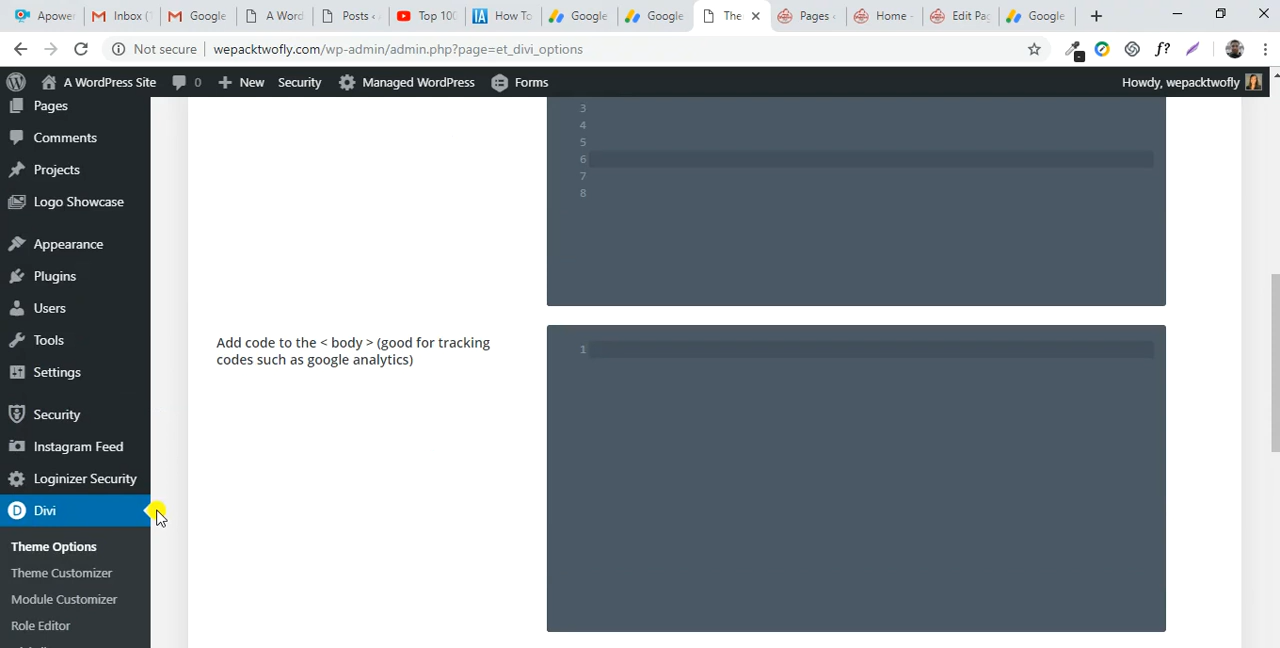 Apower
Inbox (
Google
A Word
Posts ‹
Top 100
How To
Google
Google
The
Pages ‹
Home -
Edit Pag
Google
Not secure
wepacktwofly.com/wp-admin/admin.php?page=et_divi_options
A WordPress Site
0
New
Security
Managed WordPress
Forms
Howdy, wepacktwofly
Pages
Comments
Projects
Logo Showcase
Appearance
Plugins
Users
Tools
Settings
Security
Instagram Feed
Loginizer Security
Divi
Theme Options
Theme Customizer
Module Customizer
Role Editor
3
4
5
6
7
8
Add code to the < body > (good for tracking
codes such as google analytics)
1